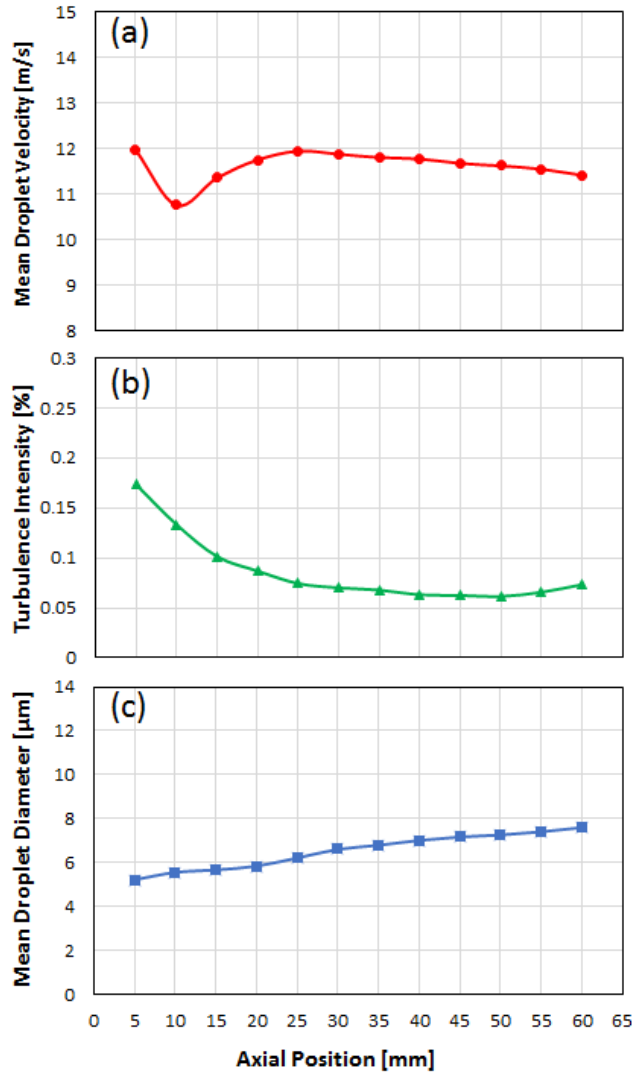 (a)
Mean Droplet Velocity [m/s]
15
14
13
12
11
10
9
8
(b)
Turbulence Intensity [%]
0.3
0.25
0.2
0.15
0.1
0.05
0
(c)
Mean Droplet Diameter [µm]
14
12
10
8
6
4
2
0
0 5 10 15 20 25 30 35 40 45 50 55 60 65
Axial Position [mm]